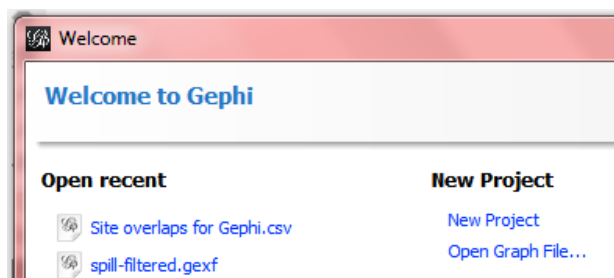 Welcome
Welcome to Gephi
Open recent
Site overlaps for Gephi.csv
spill-filtered.gexf
New Project
New Project
Open Graph File...